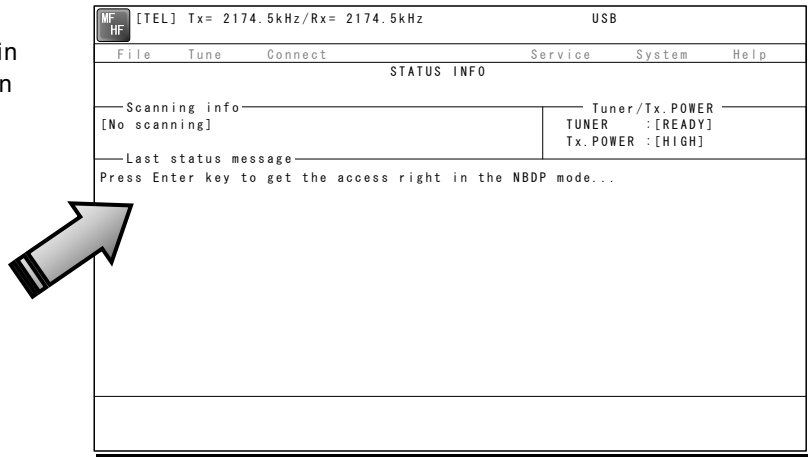 in
n
MF
HF
[TEL] Tx= 2174.5kHz/Rx= 2174.5kHz USB
File Tune Connect Service System Help
STATUS INFO
Scanning info
[No scanning]
Tuner/Tx.POWER
TUNER :[READY]
Tx.POWER :[HIGH]
Last status message
Press Enter key to get the access right in the NBDP mode...